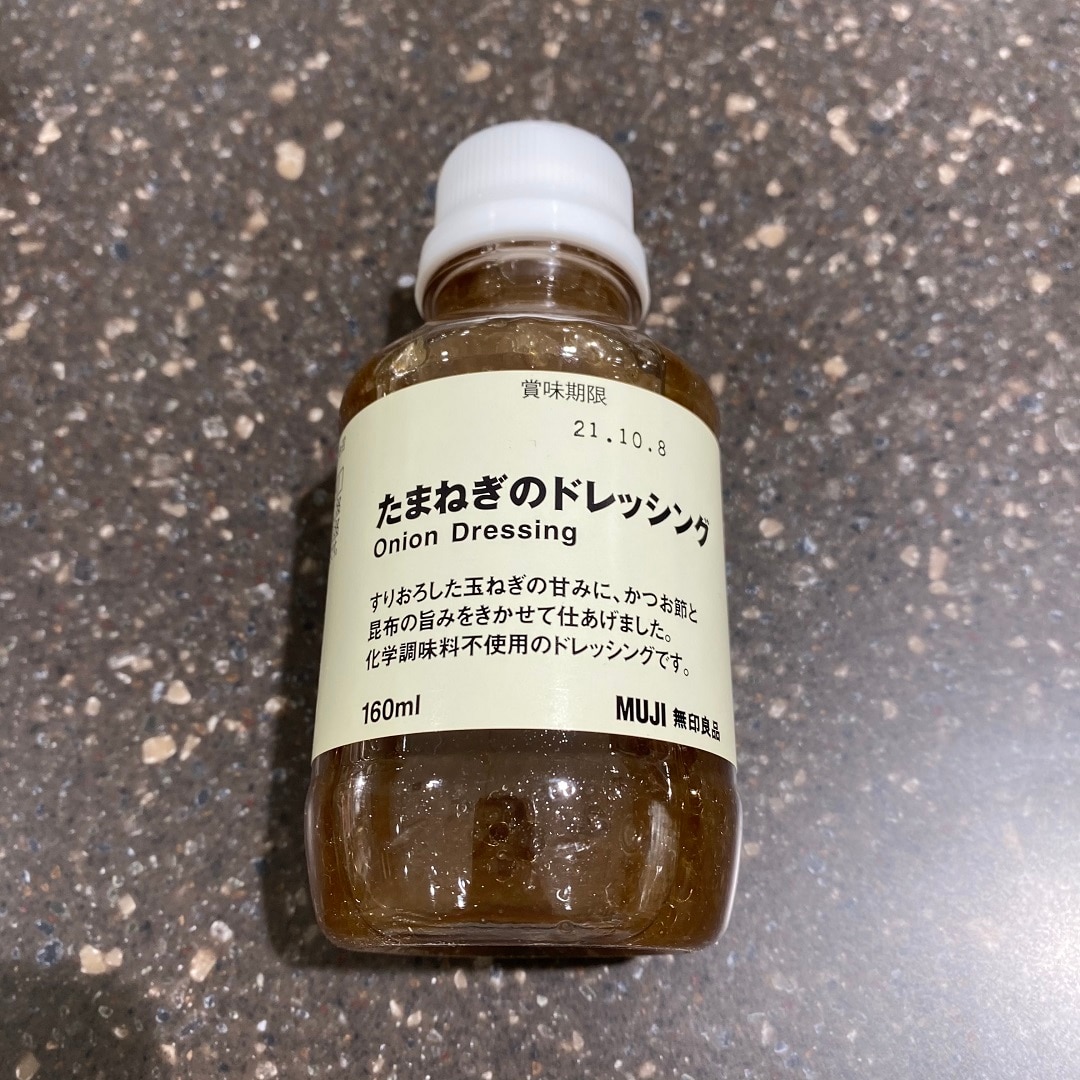 賞味期限
21.10.8
たまねぎのドレッシング
Onion Dressing
すりおろした玉ねぎの甘みに、かつお節と
昆布の旨みをきかせて仕あげました。
化学調味料不使用のドレッシングです。
160ml
MUJI 無印良品